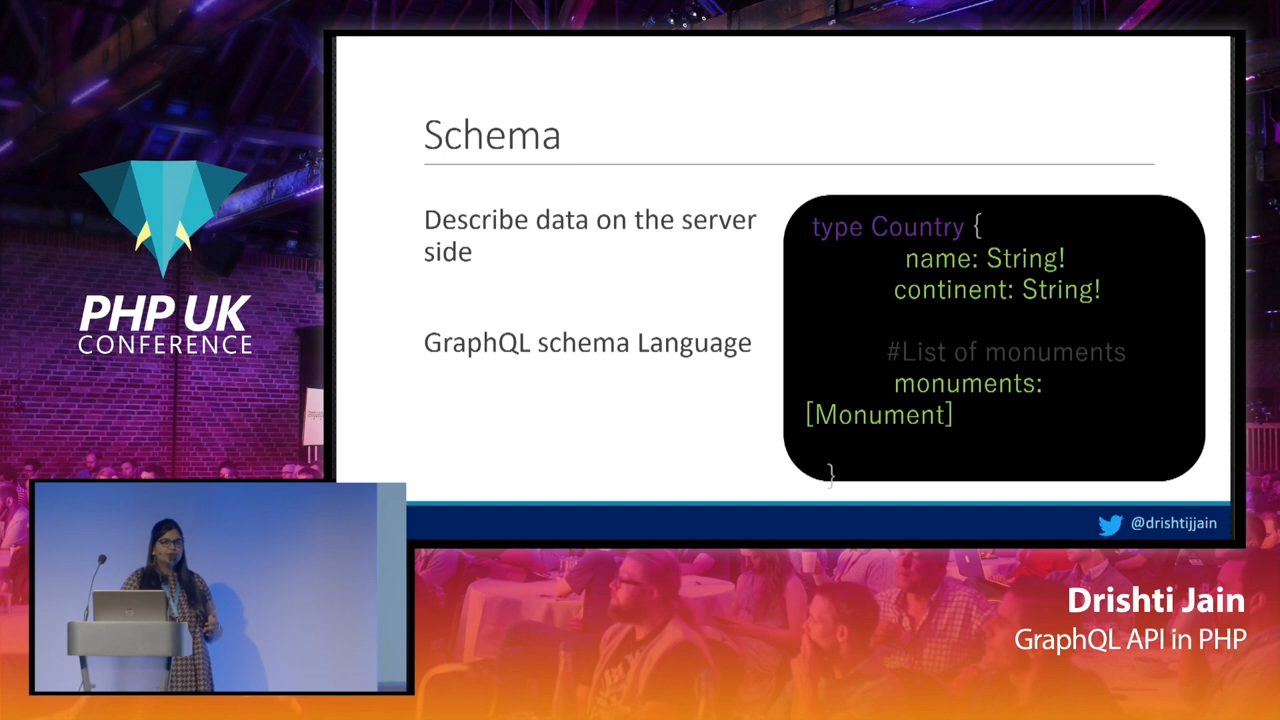 Schema
Describe data on the server
side
GraphQL schema Language
type Country {
name: String!
continent: String!
#List of monuments
monuments:
[Monument]
}
@drishtijjain
PHP UK
CONFERENCE
Drishti Jain
GraphQL API in PHP